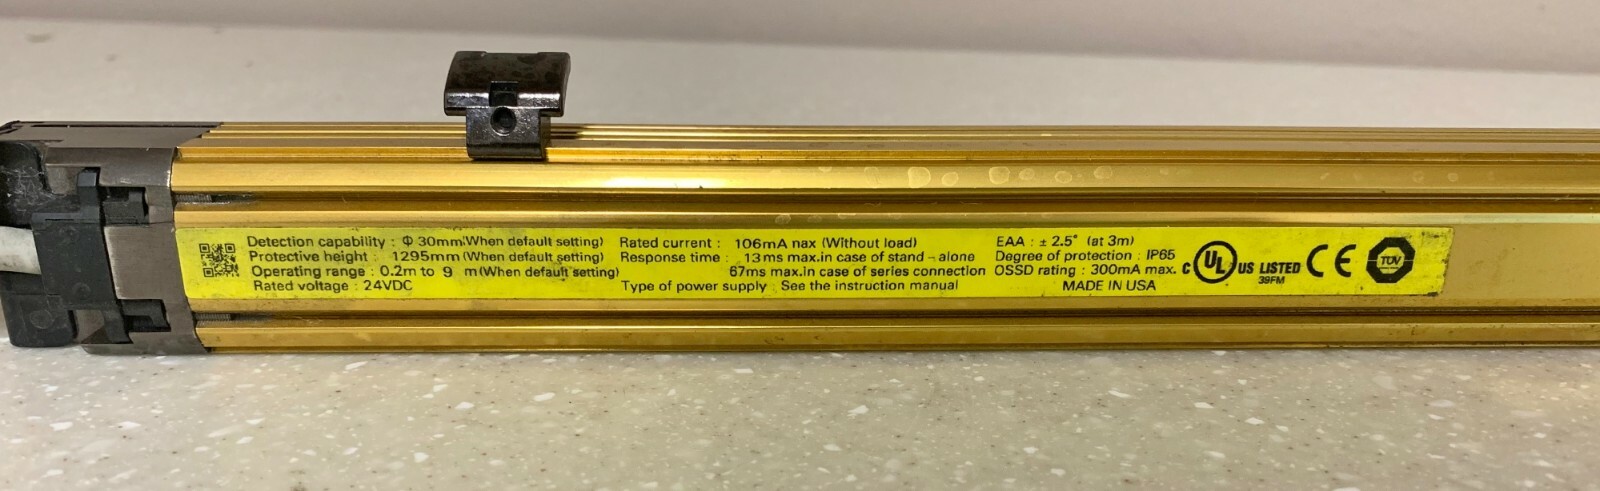 Detection capability : Φ 30mm(When default setting)
Protective height : 1295mm(When default setting)
Operating range : 0.2m to 9 m(When default setting)
Rated voltage : 24VDC
Rated current : 106mA nax (Without load)
Response time : 13ms max.in case of stand-alone
67ms max.in case of series connection
Type of power supply : See the instruction manual
EAA : ± 2.5° (at 3m)
Degree of protection : IP65
OSSD rating : 300mA max.
MADE IN USA
C UL US LISTED
39FM
CE
TÜV